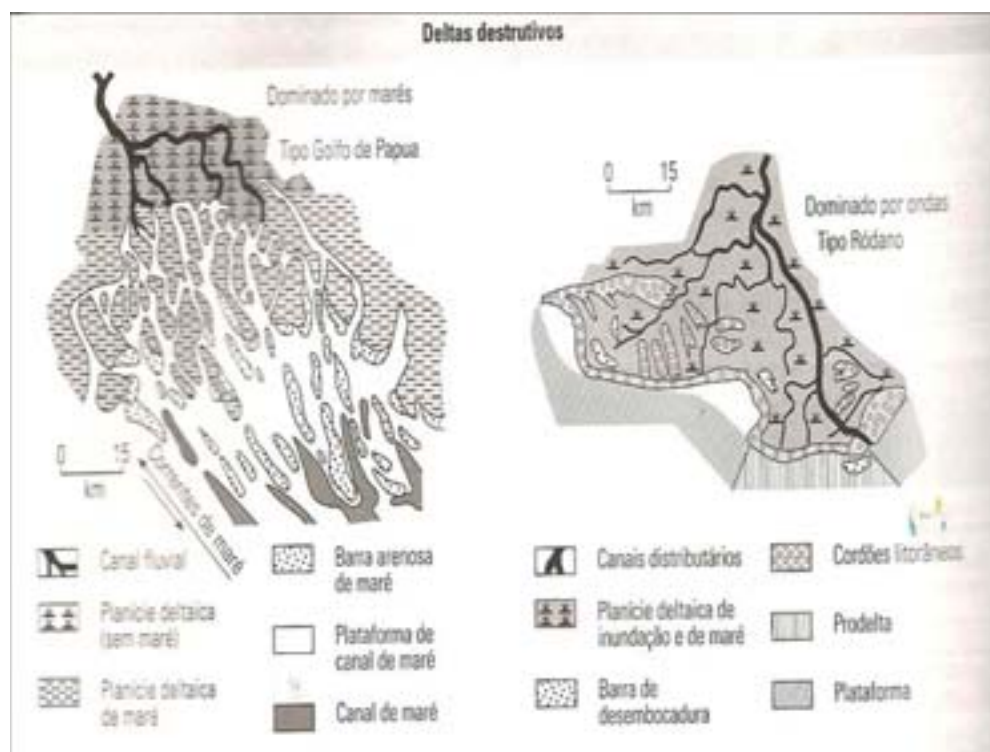 Deltas destrutivos
Dominado por marés
Tipo Golfo de Papua
0 15
km
Correntes de maré
Canal fluvial
Planície deltaica
(sem maré)
Planície deltaica
de maré
Barra arenosa
de maré
Plataforma de
canal de maré
Canal de maré
0 15
km
Dominado por ondas
Tipo Ródano
Canais distributários
Planície deltaica de
inundação e de maré
Barra de
desembocadura
Cordões litorâneos
Prodelta
Plataforma